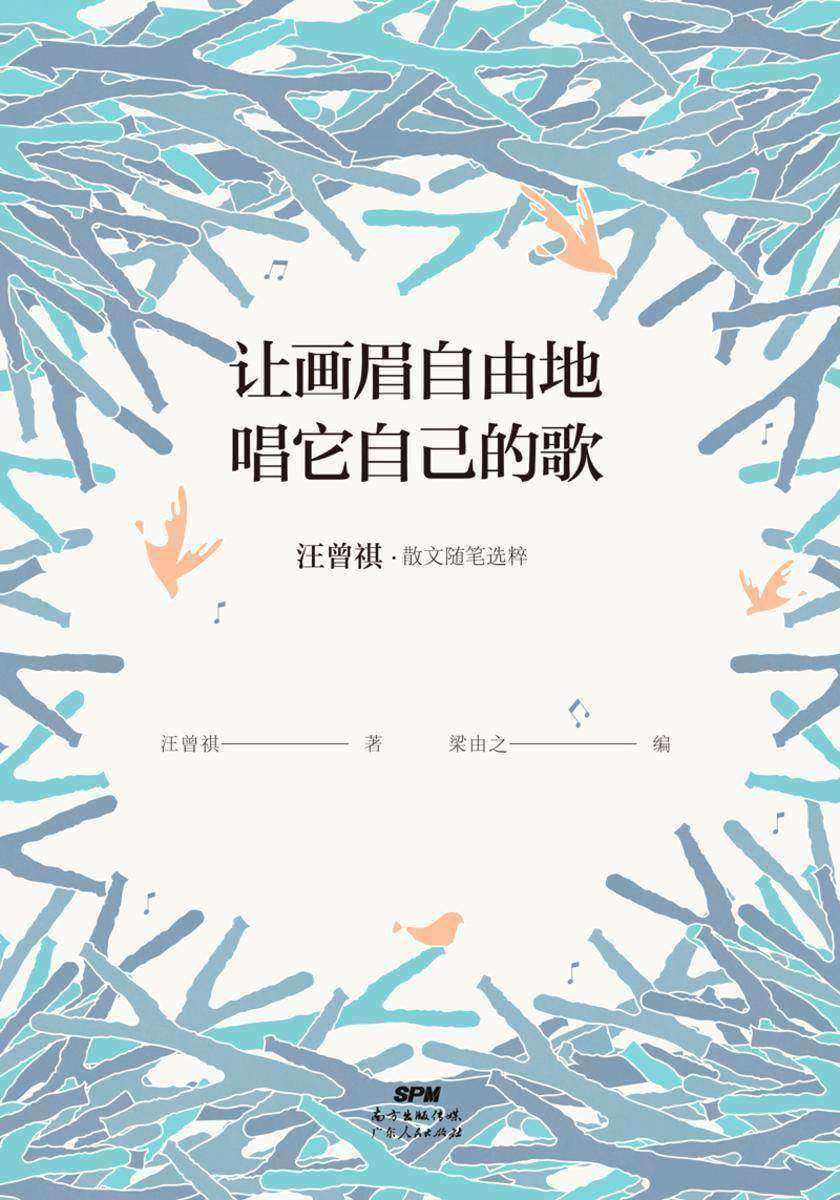 让画眉自由地
唱它自己的歌
汪曾祺·散文随笔选粹
汪曾祺 著 梁由之 编
SPM
南方出版传媒
广东人民出版社